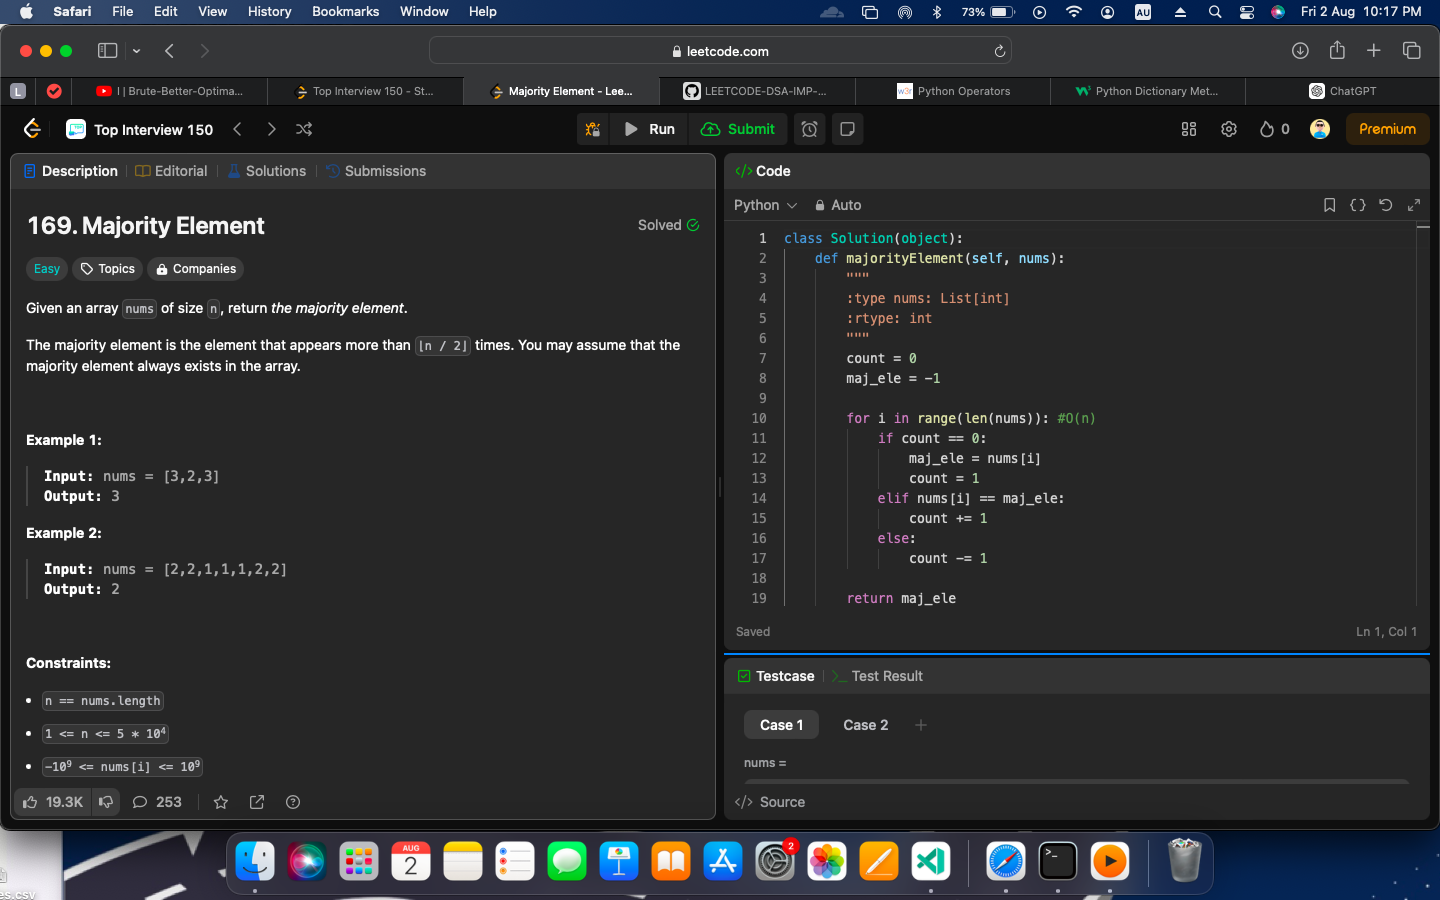 Safari File Edit View History Bookmarks Window Help 73% AU Fri 2 Aug 10:17 PM
leetcode.com
L I | Brute-Better-Optima... Top Interview 150 - St... Majority Element - Lee... LEETCODE-DSA-IMP-... w3r Python Operators Python Dictionary Met... ChatGPT
Top Interview 150 Run Submit 0 Premium
Description Editorial Solutions Submissions
169. Majority Element
Solved
Easy Topics Companies
Given an array nums of size n, return the majority element.
The majority element is the element that appears more than ⌊n / 2⌋ times. You may assume that the
majority element always exists in the array.
Example 1:
Input: nums = [3,2,3]
Output: 3
Example 2:
Input: nums = [2,2,1,1,1,2,2]
Output: 2
Constraints:
n == nums.length
1 <= n <= 5 * 10⁴
-10⁹ <= nums[i] <= 10⁹
19.3K 253
</> Code
Python Auto
1 class Solution(object):
2 def majorityElement(self, nums):
3 """
4 :type nums: List[int]
5 :rtype: int
6 """
7 count = 0
8 maj_ele = -1
9
10 for i in range(len(nums)): #O(n)
11 if count == 0:
12 maj_ele = nums[i]
13 count = 1
14 elif nums[i] == maj_ele:
15 count += 1
16 else:
17 count -= 1
18
19 return maj_ele
Saved Ln 1, Col 1
Testcase >_ Test Result
Case 1 Case 2 +
nums =
</> Source
AUG
2
2
>_
es.csv